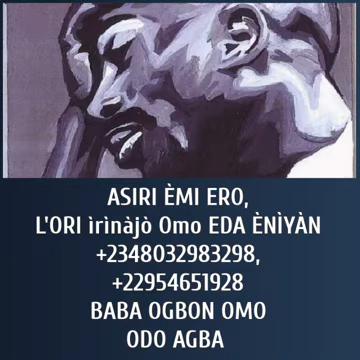 ASIRI ÈMI ERO,
L'ORI ìrìnàjò Omo EDA ÈNÌYÀN
+2348032983298,
+22954651928
BABA OGBON OMO
ODO AGBA